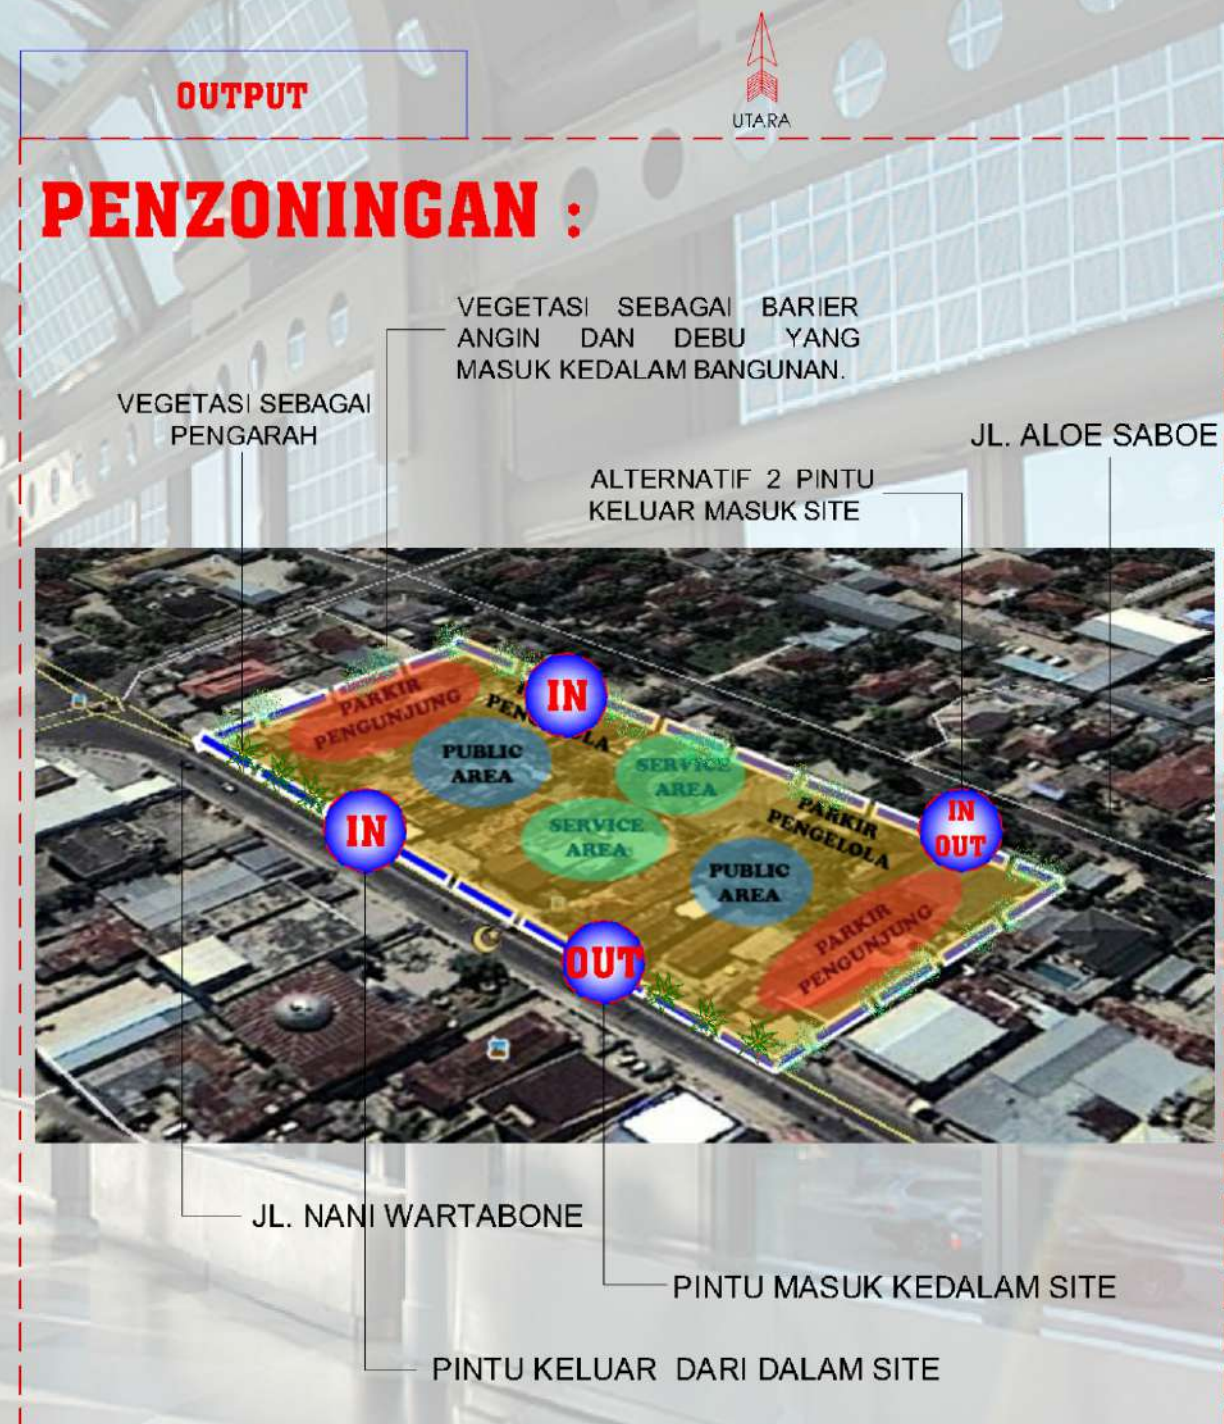 OUTPUT
UTARA
PENZONINGAN :
VEGETASI SEBAGAI BARIER
ANGIN DAN DEBU YANG
MASUK KEDALAM BANGUNAN.
VEGETASI SEBAGAI
PENGARAH
JL. ALOE SABOE
ALTERNATIF 2 PINTU
KELUAR MASUK SITE
PARKIR
PENGUNJUNG
IN
PUBLIC
AREA
SERVICE
AREA
IN
SERVICE
AREA
PARKIR
PENGELOLA
IN
OUT
PUBLIC
AREA
PARKIR
PENGUNJUNG
OUT
JL. NANI WARTABONE
PINTU MASUK KEDALAM SITE
PINTU KELUAR DARI DALAM SITE